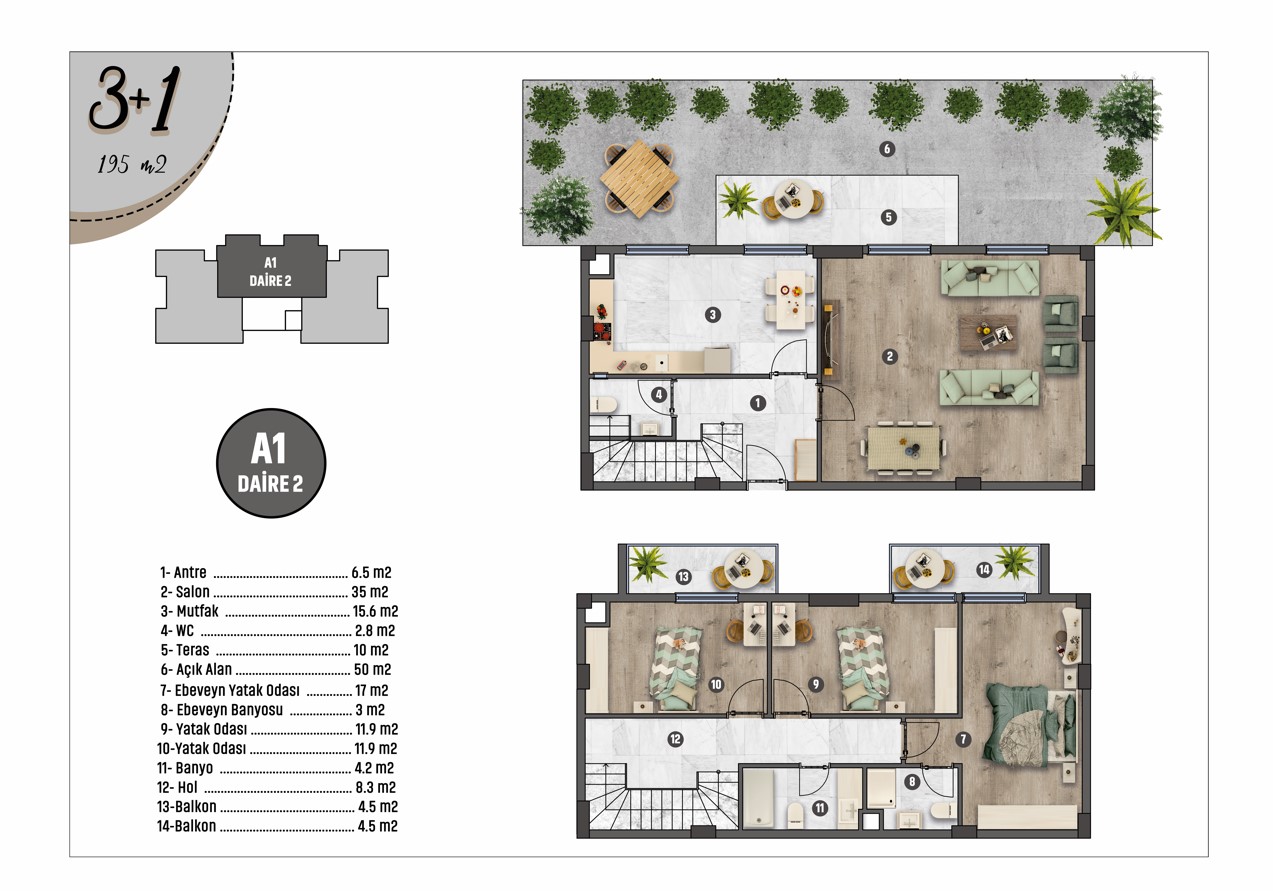 3+1
195 m2
A1
DAİRE 2
A1
DAİRE 2
1- Antre ......................................... 6.5 m2
2- Salon ......................................... 35 m2
3- Mutfak ...................................... 15.6 m2
4- WC .............................................. 2.8 m2
5- Teras .......................................... 10 m2
6- Açık Alan .................................... 50 m2
7- Ebeveyn Yatak Odası .............. 17 m2
8- Ebeveyn Banyosu ................... 3 m2
9- Yatak Odası ................................ 11.9 m2
10-Yatak Odası ................................ 11.9 m2
11- Banyo ......................................... 4.2 m2
12- Hol ............................................. 8.3 m2
13-Balkon ......................................... 4.5 m2
14-Balkon ......................................... 4.5 m2
6
5
3
2
4
1
13
14
10
9
12
7
8
11